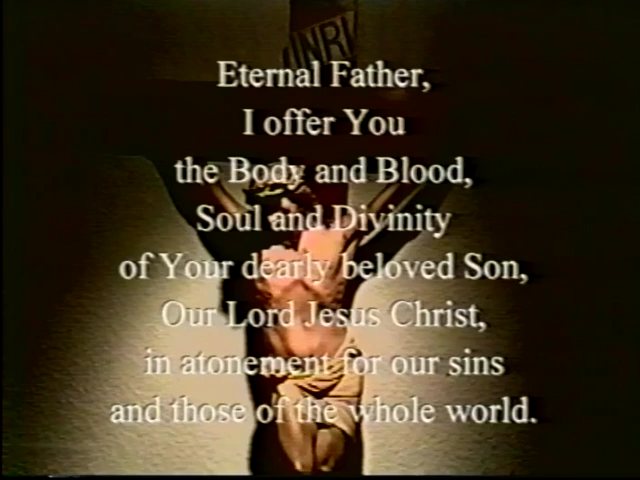 INRI
Eternal Father,
I offer You
the Body and Blood,
Soul and Divinity
of Your dearly beloved Son,
Our Lord Jesus Christ,
in atonement for our sins
and those of the whole world.